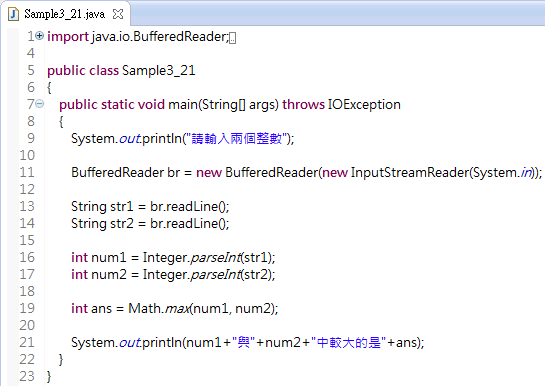 Sample3_21.java
1 import java.io.BufferedReader;
4
5 public class Sample3_21
6 {
7 public static void main(String[] args) throws IOException
8 {
9 System.out.println("請輸入兩個整數");
10
11 BufferedReader br = new BufferedReader(new InputStreamReader(System.in));
12
13 String str1 = br.readLine();
14 String str2 = br.readLine();
15
16 int num1 = Integer.parseInt(str1);
17 int num2 = Integer.parseInt(str2);
18
19 int ans = Math.max(num1, num2);
20
21 System.out.println(num1+"與"+num2+"中較大的是"+ans);
22 }
23 }